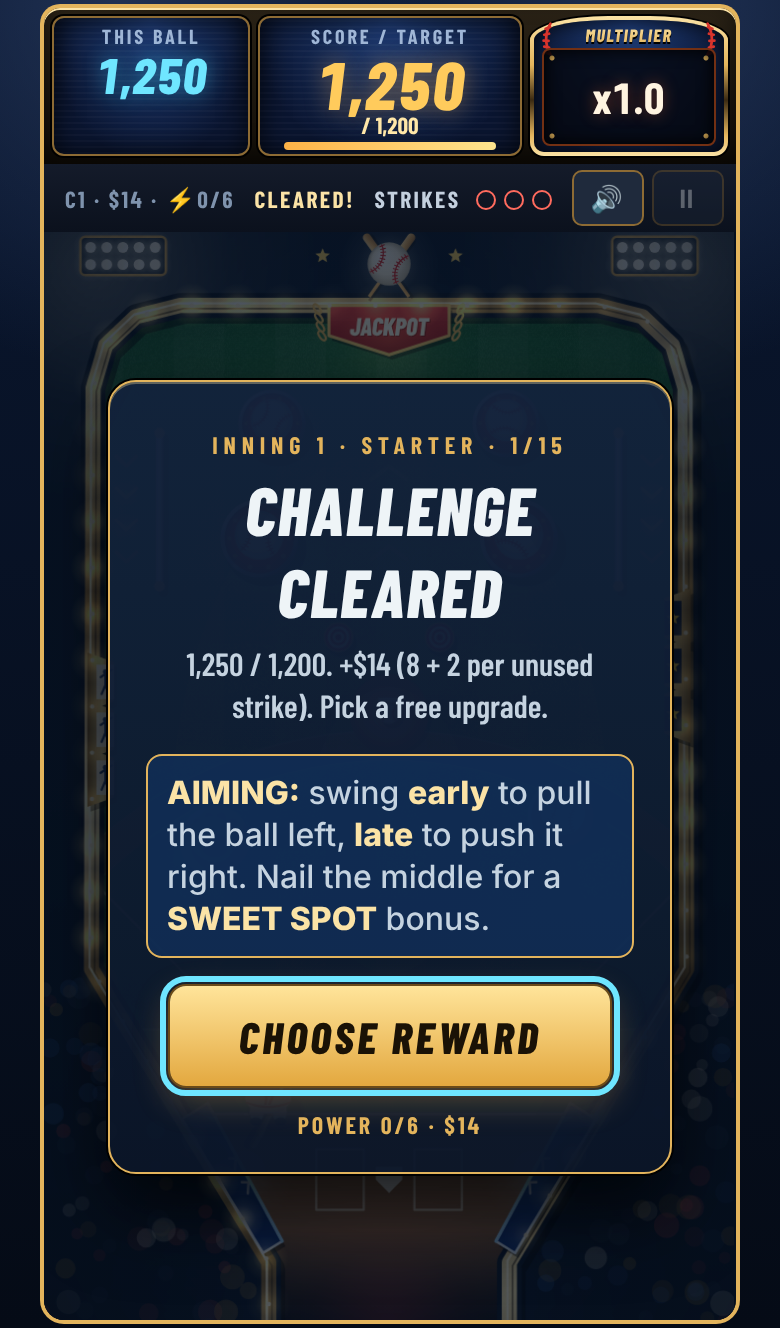 THIS BALL
1,250
SCORE / TARGET
1,250
/ 1,200
MULTIPLIER
x1.0
C1 · $14 · ⚡0/6 CLEARED! STRIKES
JACKPOT
INNING 1 · STARTER · 1/15
CHALLENGE
CLEARED
1,250 / 1,200. +$14 (8 + 2 per unused
strike). Pick a free upgrade.
AIMING: swing early to pull
the ball left, late to push it
right. Nail the middle for a
SWEET SPOT bonus.
CHOOSE REWARD
POWER 0/6 · $14